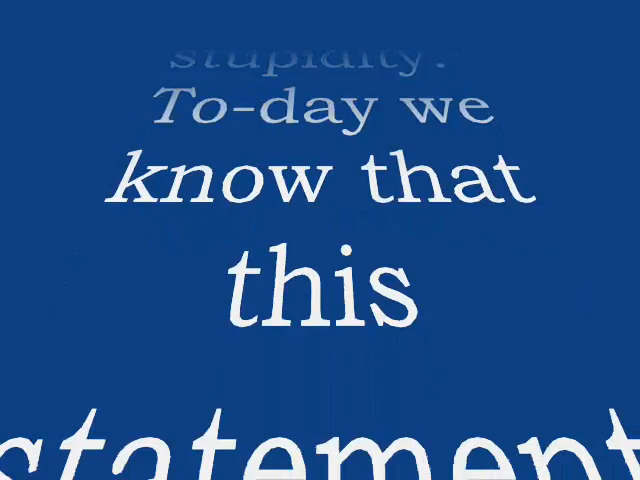 stupidity.
To-day we
know that
this
statement